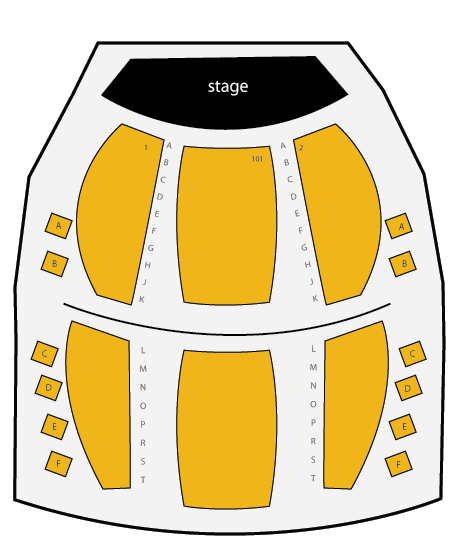 stage
1 A 101 A 2
B B
C C
D D
E E
A F F A
G G
B H H B
J J
K K
L L
C C
M M
D N N D
O O
E P P E
R R
F S S F
T T